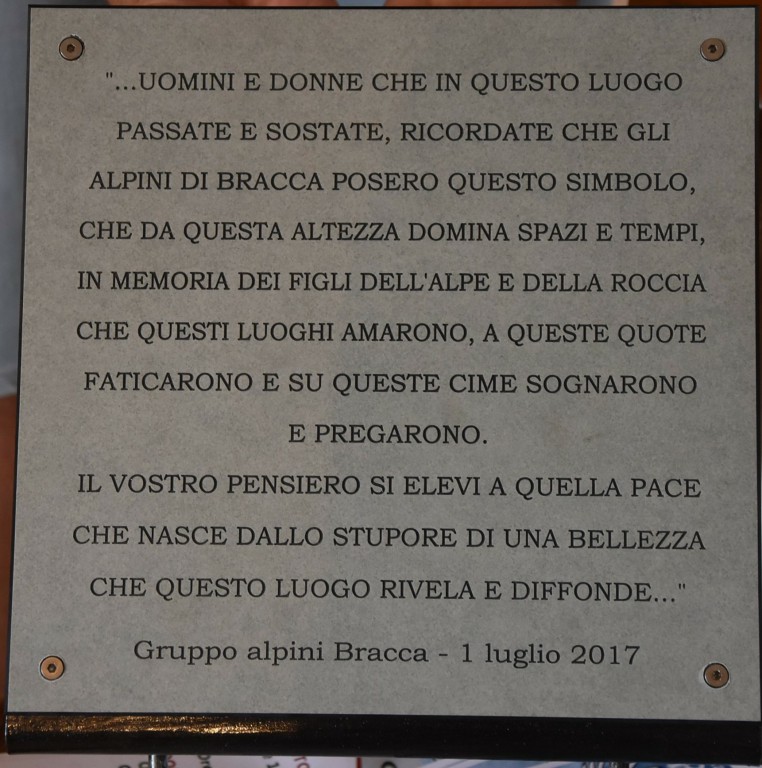 "...UOMINI E DONNE CHE IN QUESTO LUOGO
PASSATE E SOSTATE, RICORDATE CHE GLI
ALPINI DI BRACCA POSERO QUESTO SIMBOLO,
CHE DA QUESTA ALTEZZA DOMINA SPAZI E TEMPI,
IN MEMORIA DEI FIGLI DELL'ALPE E DELLA ROCCIA
CHE QUESTI LUOGHI AMARONO, A QUESTE QUOTE
FATICARONO E SU QUESTE CIME SOGNARONO
E PREGARONO.
IL VOSTRO PENSIERO SI ELEVI A QUELLA PACE
CHE NASCE DALLO STUPORE DI UNA BELLEZZA
CHE QUESTO LUOGO RIVELA E DIFFONDE..."
Gruppo alpini Bracca - 1 luglio 2017